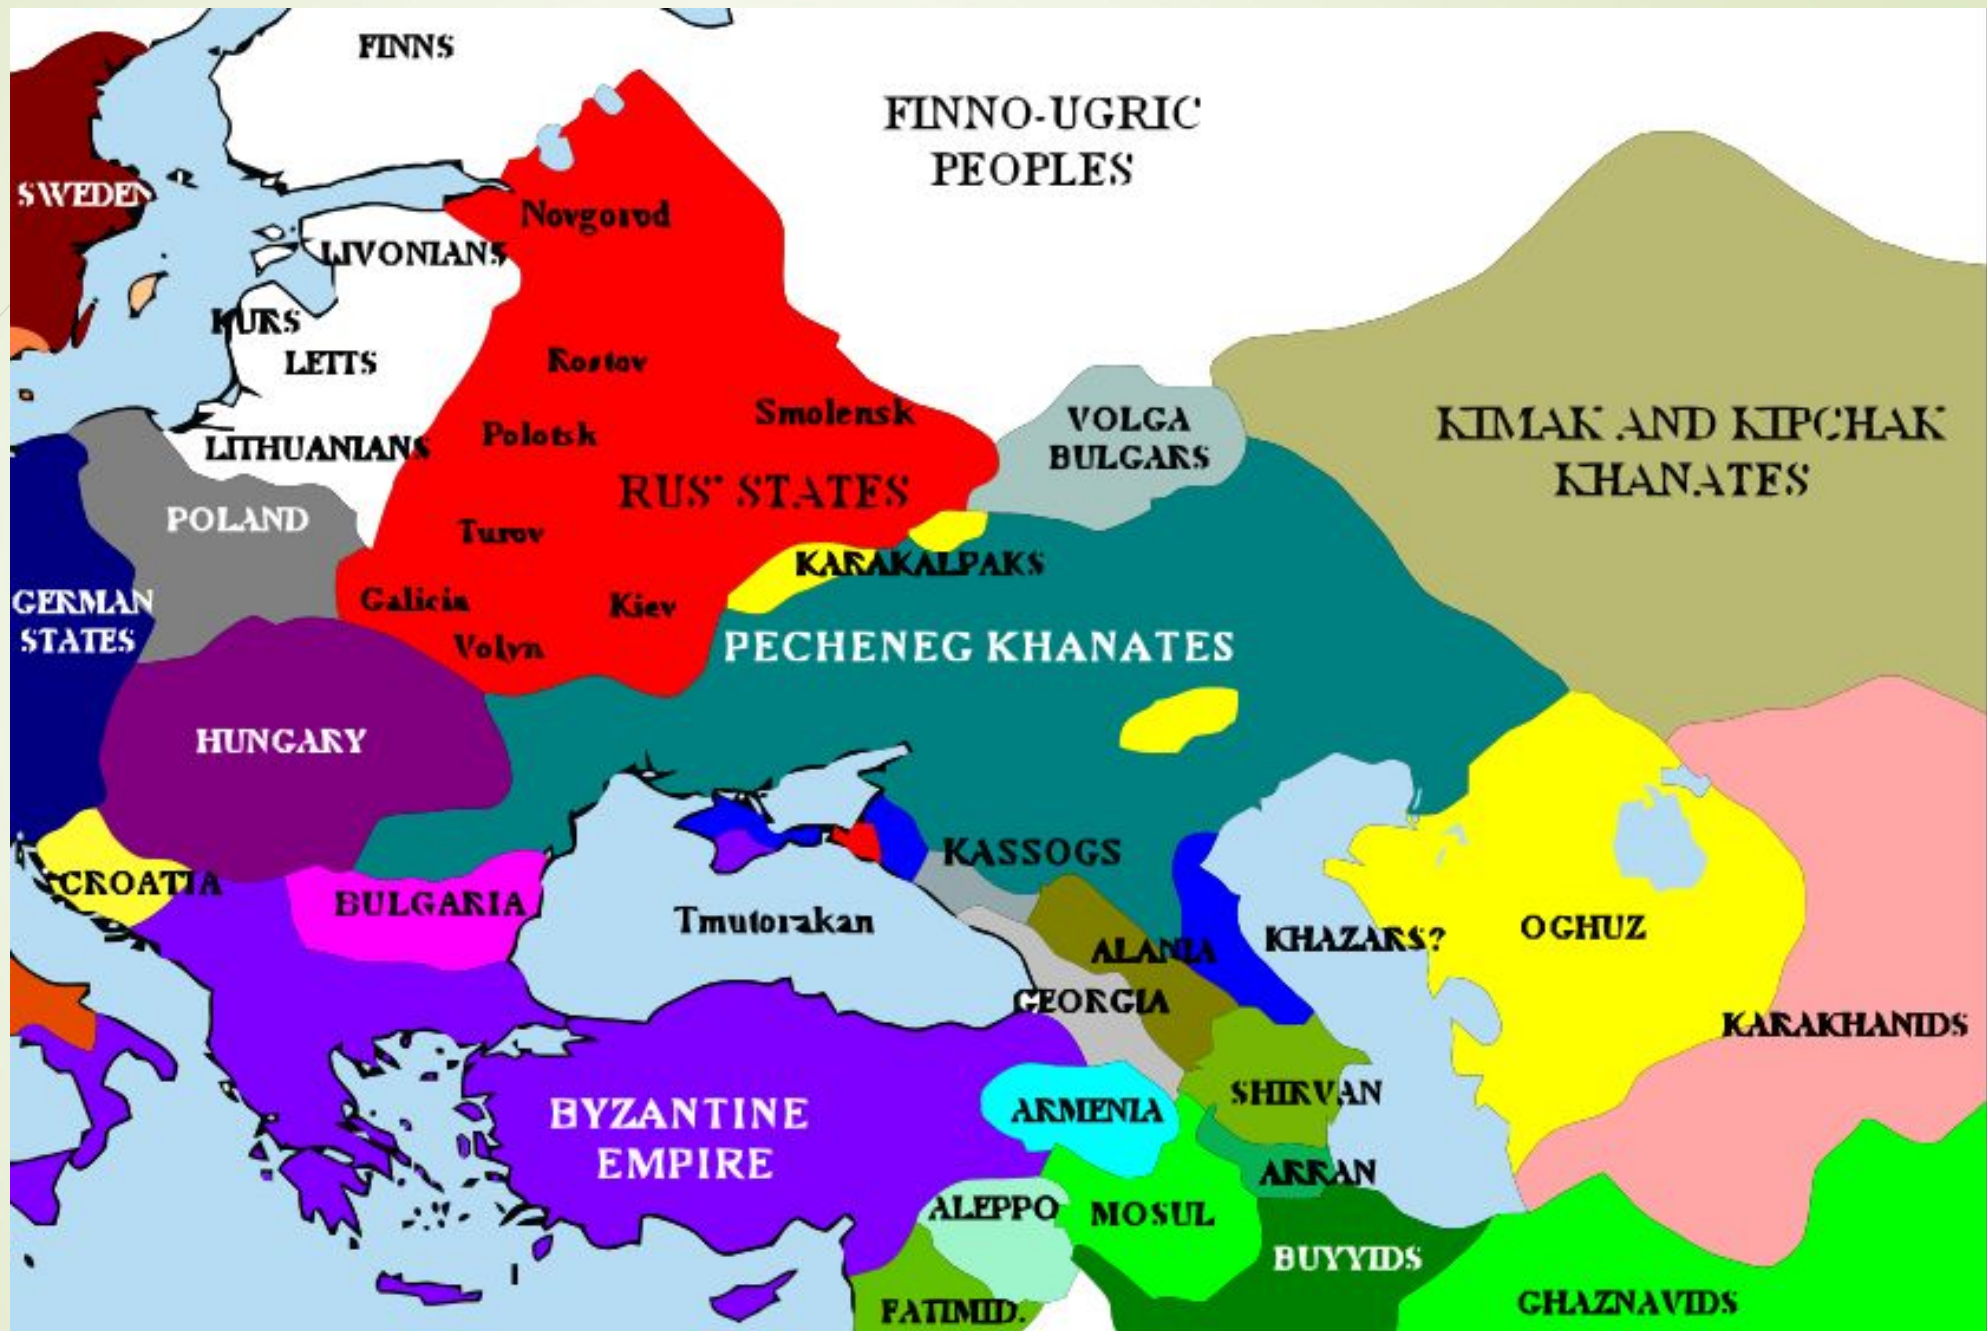 FINNS
FINNO-UGRIC
PEOPLES
SWEDEN
Novgorod
LIVONIANS
KURS
LETTS
Rostov
Smolensk
Polotsk
LITHUANIANS
VOLGA
BULGARS
KIMAK AND KIPCHAK
KHANATES
RUS' STATES
POLAND
Turov
KARAKALPAKS
GERMAN
STATES
Galicia
Kiev
Volyn
PECHENEG KHANATES
HUNGARY
KASSOGS
CROATIA
BULGARIA
Tmutorakan
ALANIA
KHAZARS?
OGHUZ
GEORGIA
KARAKHANIDS
BYZANTINE
EMPIRE
ARMENIA
SHIRVAN
ARRAN
ALEPPO
MOSUL
BUYYIDS
FATIMID.
GHAZNAVIDS